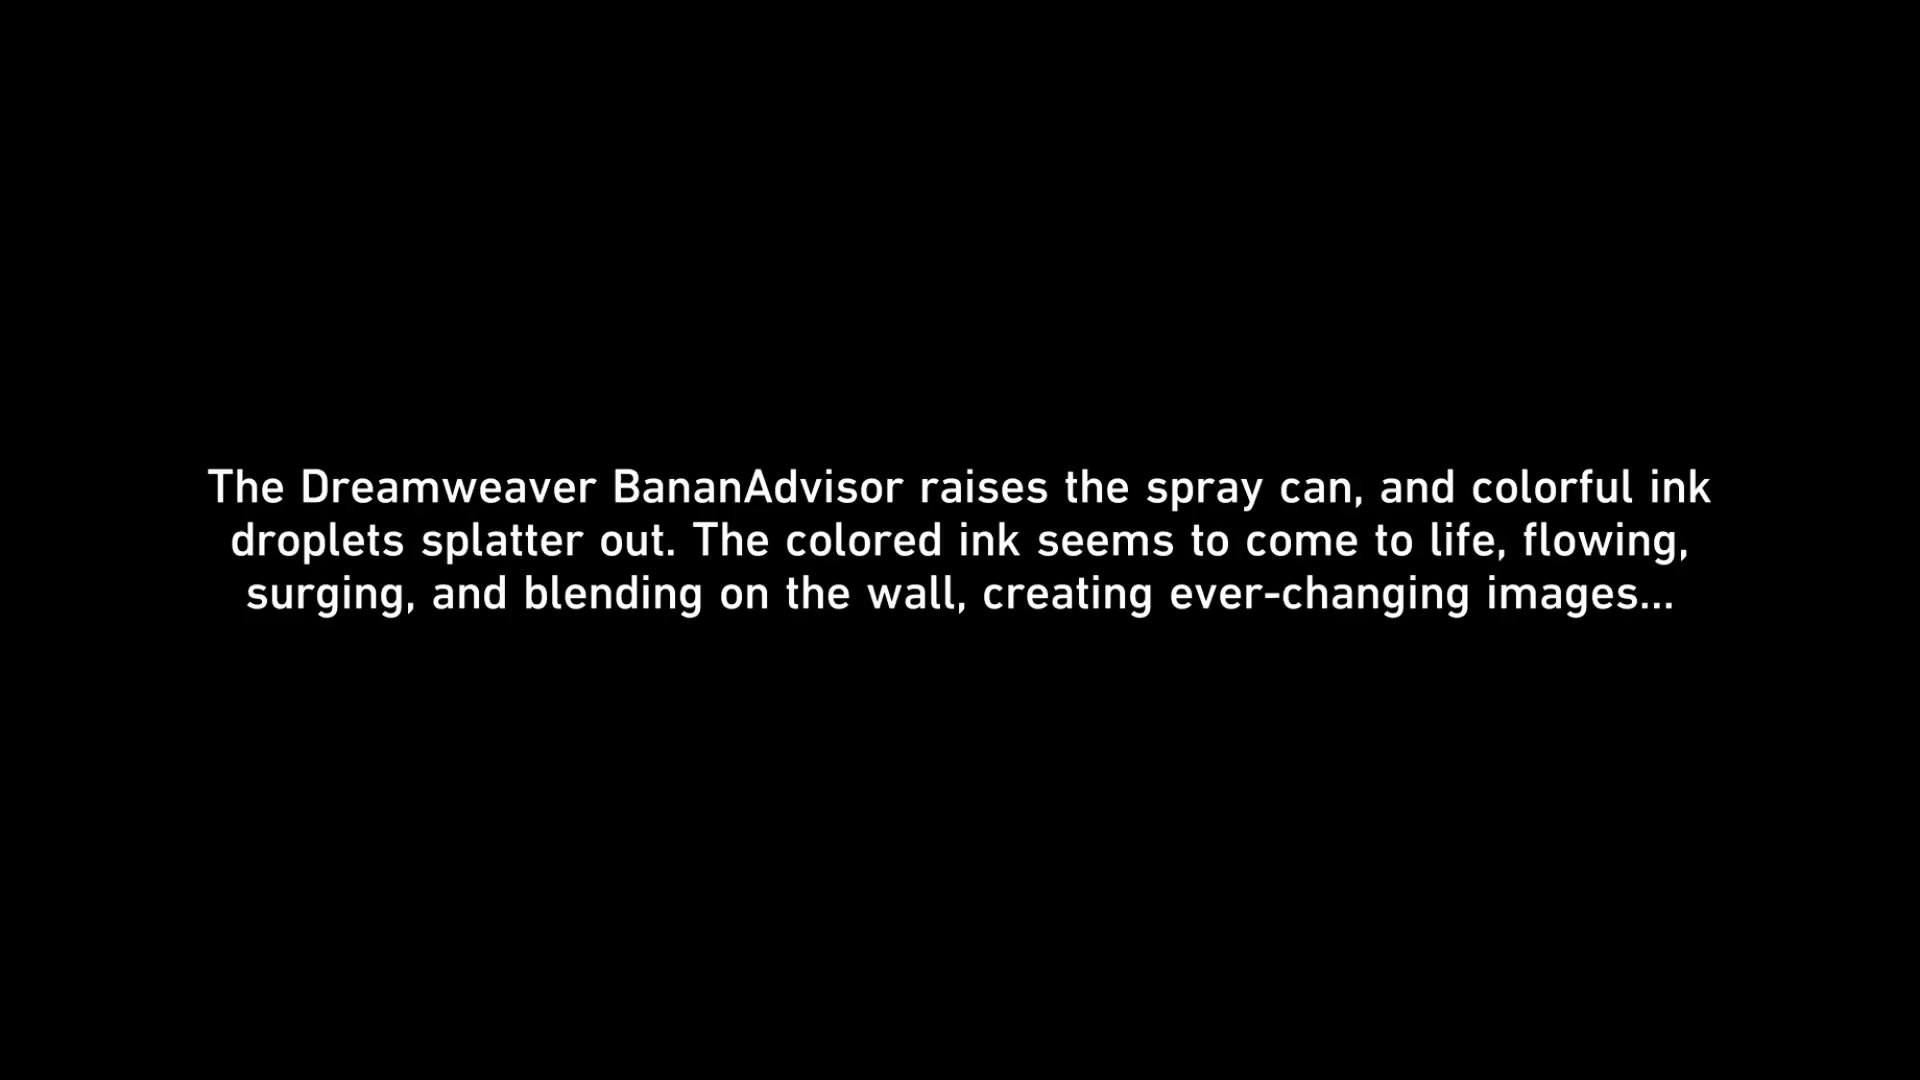 The Dreamweaver BananAdvisor raises the spray can, and colorful ink
droplets splatter out. The colored ink seems to come to life, flowing,
surging, and blending on the wall, creating ever-changing images...